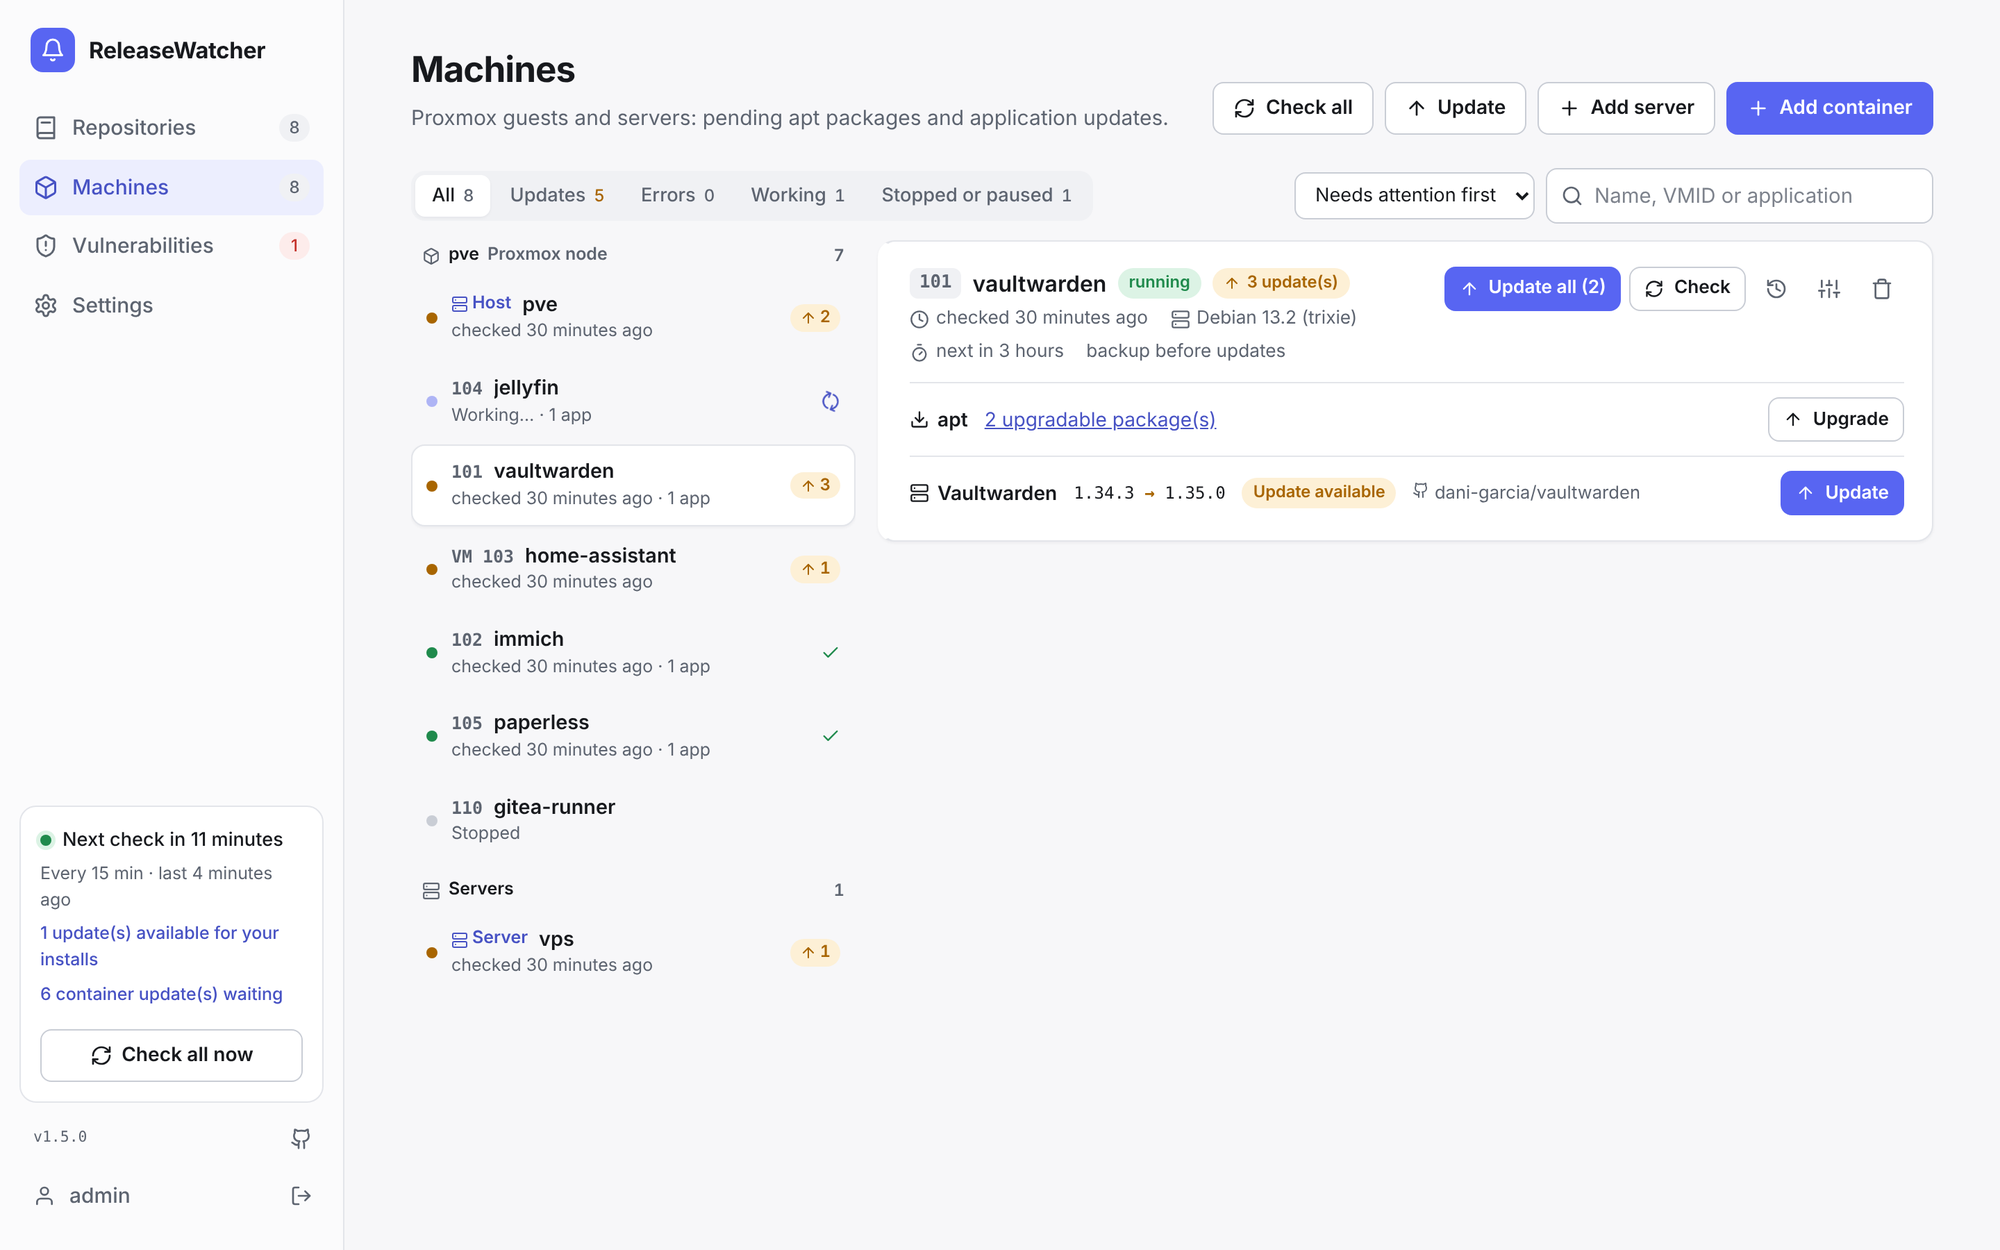 ReleaseWatcher
Repositories 8
Machines 8
Vulnerabilities 1
Settings
Next check in 11 minutes
Every 15 min · last 4 minutes
ago
1 update(s) available for your
installs
6 container update(s) waiting
Check all now
v1.5.0
admin
Machines
Proxmox guests and servers: pending apt packages and application updates.
Check all
Update
Add server
Add container
All 8
Updates 5
Errors 0
Working 1
Stopped or paused 1
Needs attention first
Name, VMID or application
pve Proxmox node 7
Host pve
checked 30 minutes ago
2
104 jellyfin
Working... · 1 app
101 vaultwarden
checked 30 minutes ago · 1 app
3
VM 103 home-assistant
checked 30 minutes ago
1
102 immich
checked 30 minutes ago · 1 app
105 paperless
checked 30 minutes ago · 1 app
110 gitea-runner
Stopped
Servers 1
Server vps
checked 30 minutes ago
1
101 vaultwarden running 3 update(s)
Update all (2)
Check
checked 30 minutes ago Debian 13.2 (trixie)
next in 3 hours backup before updates
apt 2 upgradable package(s)
Upgrade
Vaultwarden 1.34.3 → 1.35.0 Update available dani-garcia/vaultwarden
Update